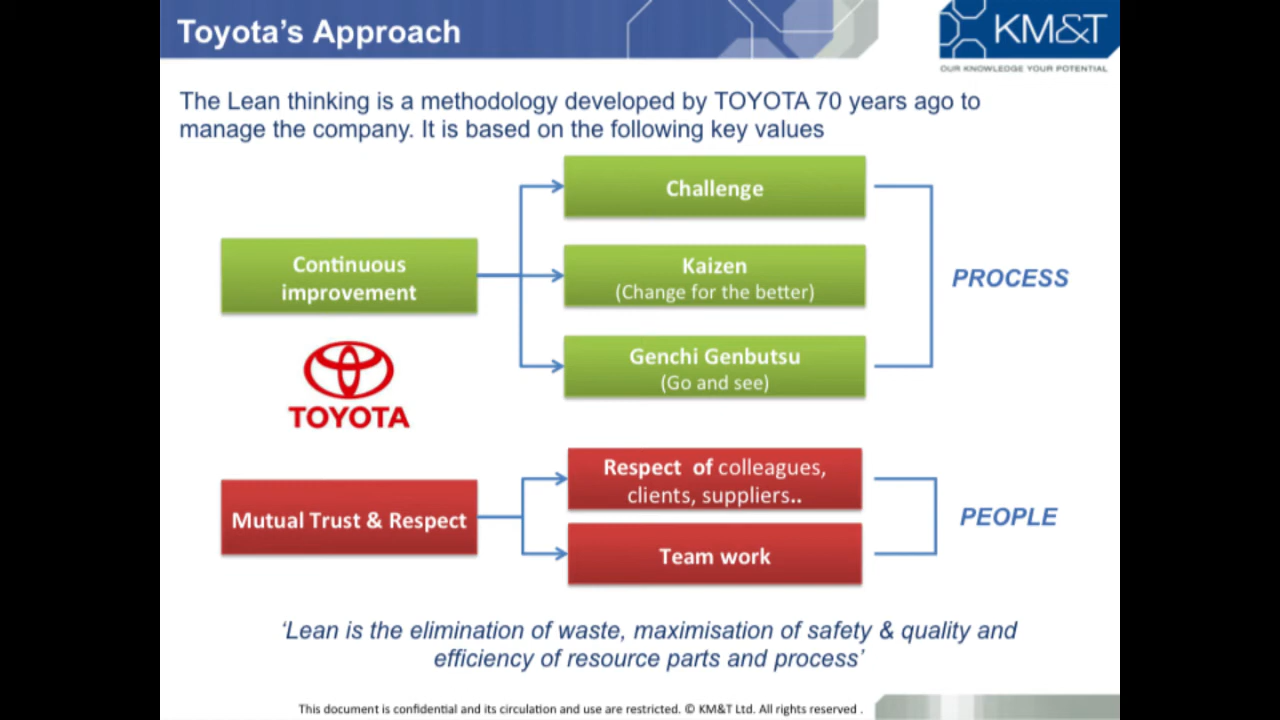 Toyota's Approach
KM&T
OUR KNOWLEDGE YOUR POTENTIAL
The Lean thinking is a methodology developed by TOYOTA 70 years ago to
manage the company. It is based on the following key values
Continuous
improvement
Challenge
Kaizen
(Change for the better)
Genchi Genbutsu
(Go and see)
PROCESS
TOYOTA
Mutual Trust & Respect
Respect of colleagues,
clients, suppliers..
Team work
PEOPLE
'Lean is the elimination of waste, maximisation of safety & quality and
efficiency of resource parts and process'
This document is confidential and its circulation and use are restricted. © KM&T Ltd. All rights reserved .